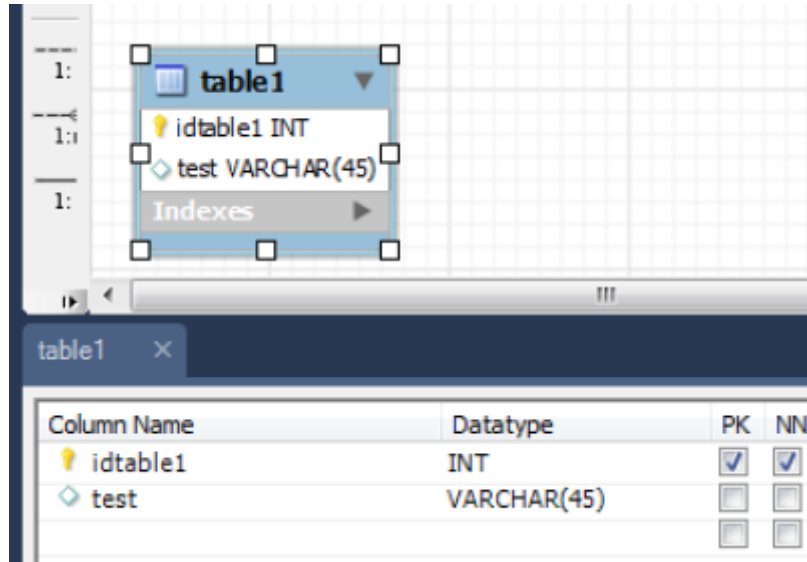 1:
table1
idtable1 INT
1:
test VARCHAR(45)
1:
Indexes
table1
Column Name Datatype PK NN
idtable1 INT
test VARCHAR(45)